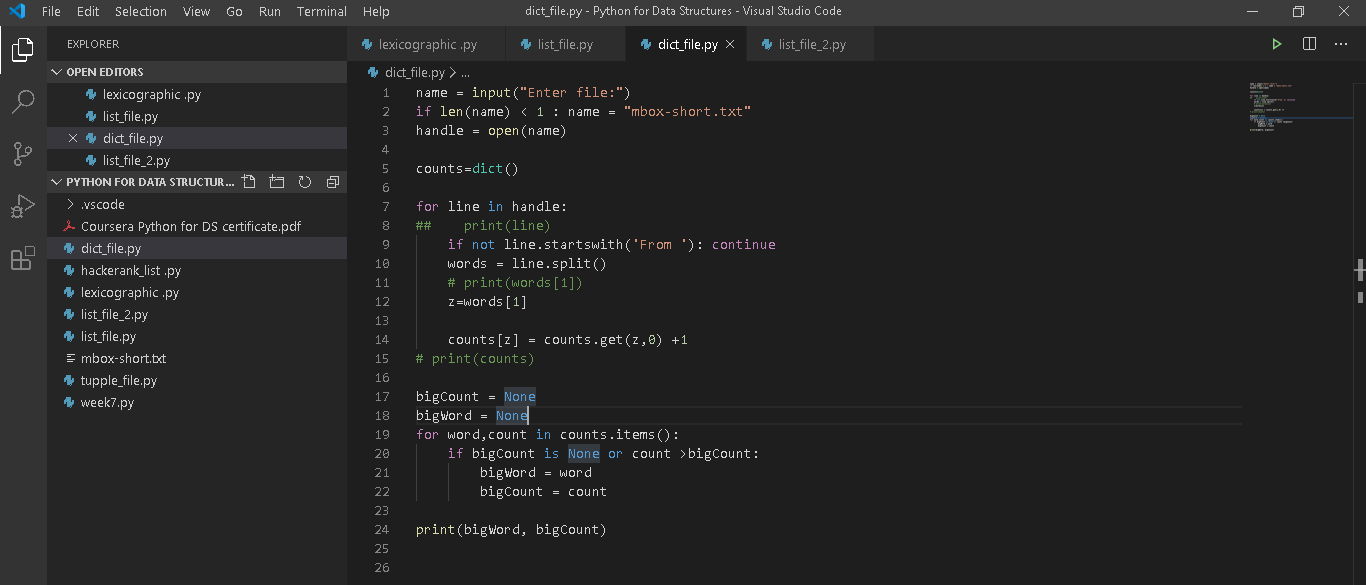 File Edit Selection View Go Run Terminal Help dict_file.py - Python for Data Structures - Visual Studio Code
EXPLORER
OPEN EDITORS
lexicographic .py
list_file.py
dict_file.py
list_file_2.py
PYTHON FOR DATA STRUCTUR...
.vscode
Coursera Python for DS certificate.pdf
dict_file.py
hackerank_list .py
lexicographic .py
list_file_2.py
list_file.py
mbox-short.txt
tupple_file.py
week7.py
lexicographic .py list_file.py dict_file.py list_file_2.py
dict_file.py > ...
1 name = input("Enter file:")
2 if len(name) < 1 : name = "mbox-short.txt"
3 handle = open(name)
4
5 counts=dict()
6
7 for line in handle:
8 ##    print(line)
9     if not line.startswith('From '): continue
10     words = line.split()
11     # print(words[1])
12     z=words[1]
13
14     counts[z] = counts.get(z,0) +1
15 # print(counts)
16
17 bigCount = None
18 bigWord = None
19 for word,count in counts.items():
20     if bigCount is None or count >bigCount:
21         bigWord = word
22         bigCount = count
23
24 print(bigWord, bigCount)
25
26